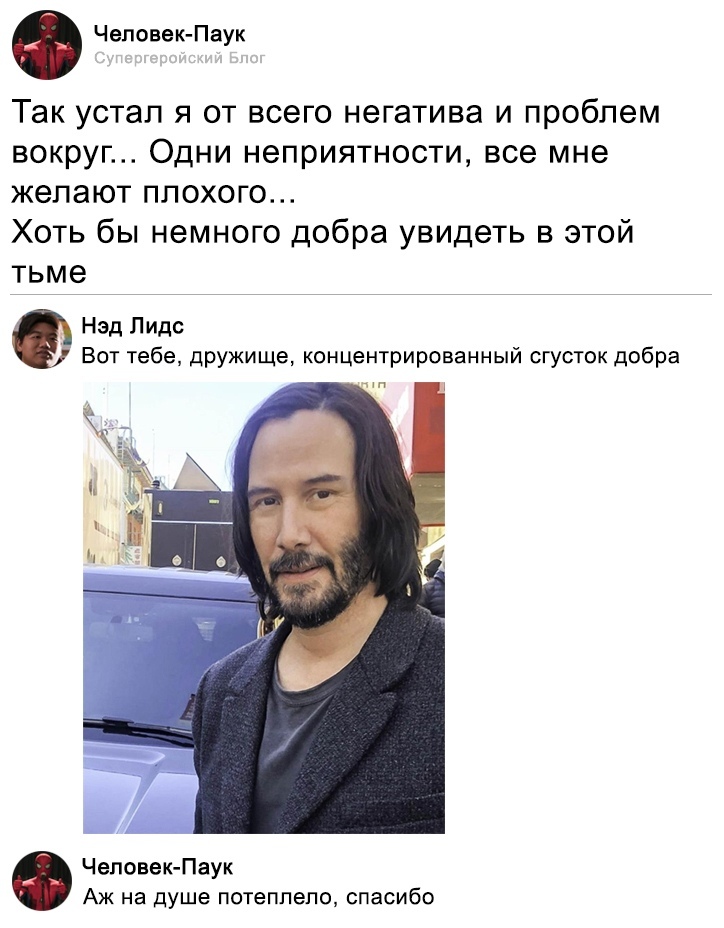 Человек-Паук
Супергеройский Блог
Так устал я от всего негатива и проблем
вокруг... Одни неприятности, все мне
желают плохого...
Хоть бы немного добра увидеть в этой
тьме
Нэд Лидс
Вот тебе, дружище, концентрированный сгусток добра
Человек-Паук
Аж на душе потеплело, спасибо